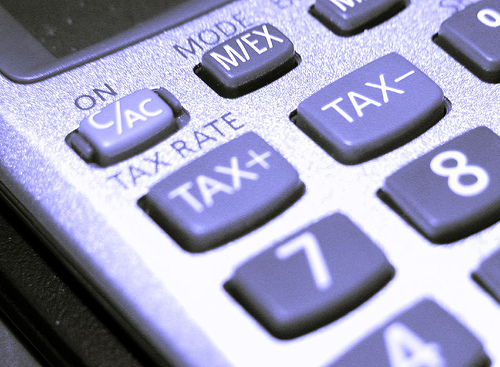 MODE
M/EX
ON
C/AC
TAX RATE
TAX+
TAX-
7
8
4